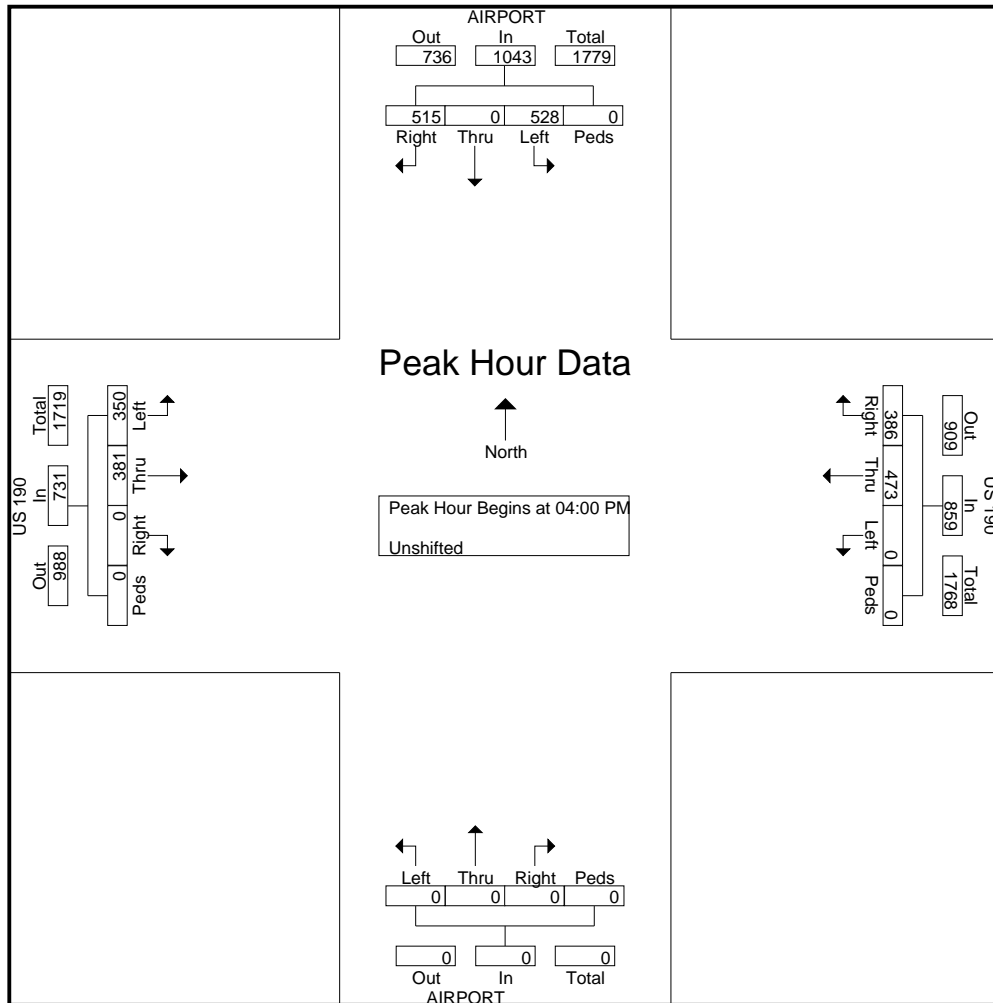 AIRPORT
Out In Total
736 1043 1779
515 0 528 0
Right Thru Left Peds
Peak Hour Data
North
Peak Hour Begins at 04:00 PM
Unshifted
US 190
Out In Total
988 731 1719
Left Thru Right Peds
350 381 0 0
US 190
Out In Total
909 859 1768
Right Thru Left Peds
386 473 0 0
Left Thru Right Peds
0 0 0 0
0 0 0
Out In Total
AIRPORT